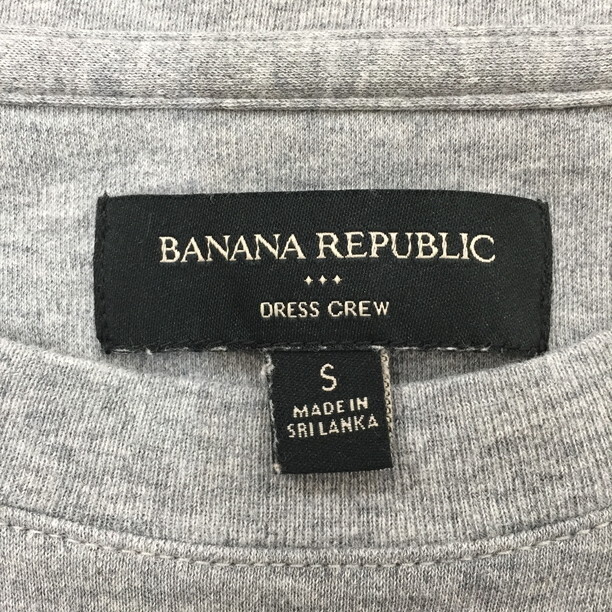 BANANA REPUBLIC
DRESS CREW
S
MADE IN
SRI LANKA